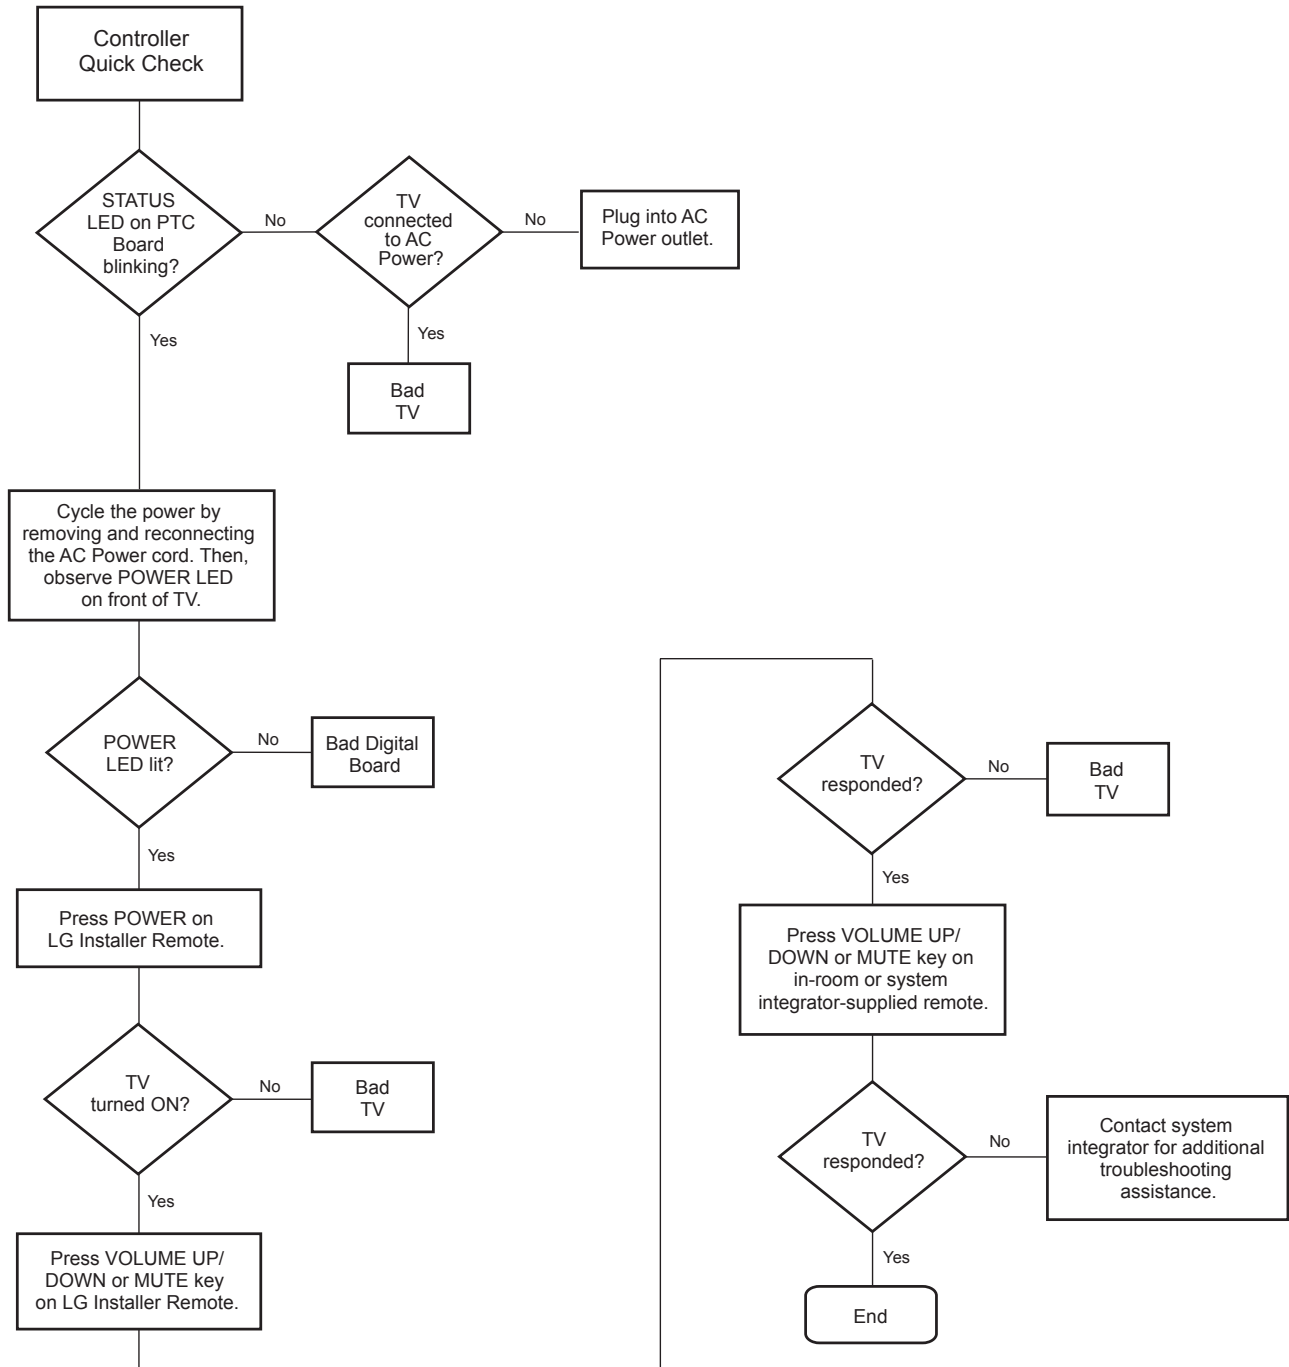 Controller
Quick Check
STATUS
LED on PTC
Board
blinking?
No
TV
connected
to AC
Power?
No
Plug into AC
Power outlet.
Yes
Yes
Bad
TV
Cycle the power by
removing and reconnecting
the AC Power cord. Then,
observe POWER LED
on front of TV.
POWER
LED lit?
No
Bad Digital
Board
Yes
Press POWER on
LG Installer Remote.
TV
turned ON?
No
Bad
TV
Yes
Press VOLUME UP/
DOWN or MUTE key
on LG Installer Remote.
TV
responded?
No
Bad
TV
Yes
Press VOLUME UP/
DOWN or MUTE key on
in-room or system
integrator-supplied remote.
TV
responded?
No
Contact system
integrator for additional
troubleshooting
assistance.
Yes
End